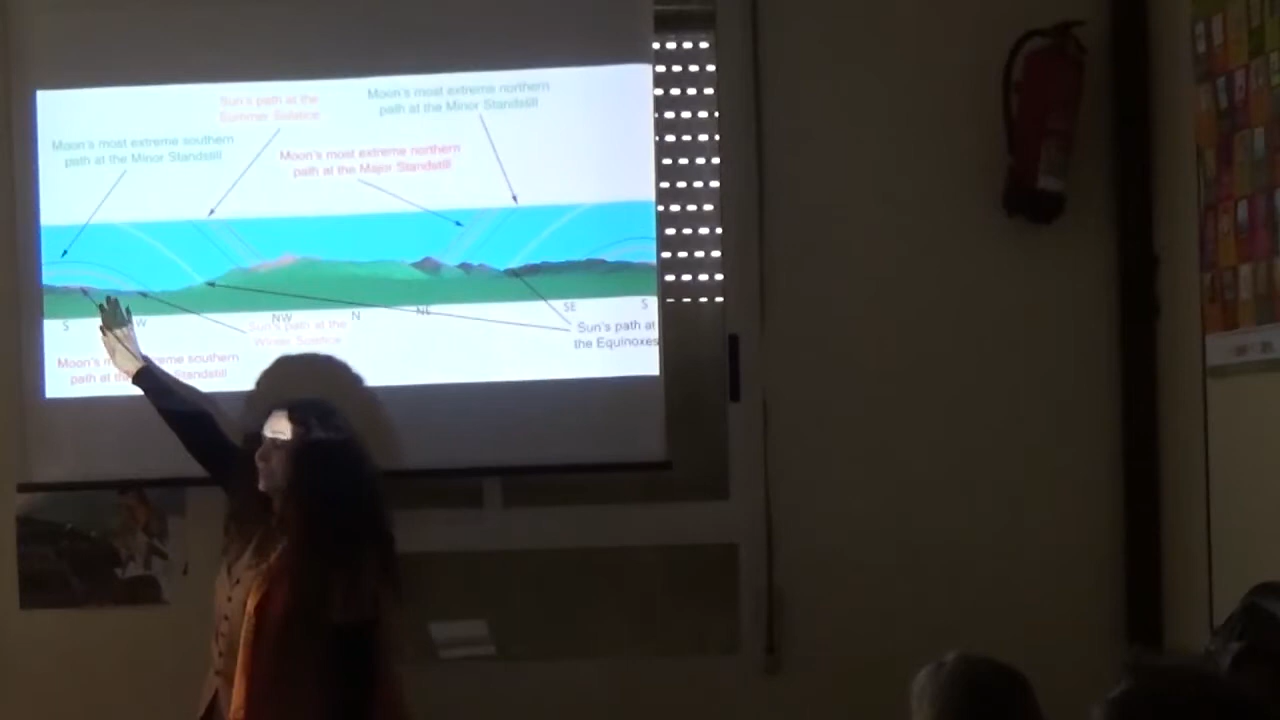 Sun's path at the
Summer Solstice
Moon's most extreme northern
path at the Minor Standstill
Moon's most extreme southern
path at the Minor Standstill
Moon's most extreme northern
path at the Major Standstill
S
W
NW
N
NE
SE
S
Sun's path at the
Winter Solstice
Sun's path at
the Equinoxes
Moon's extreme southern
path at Standstill